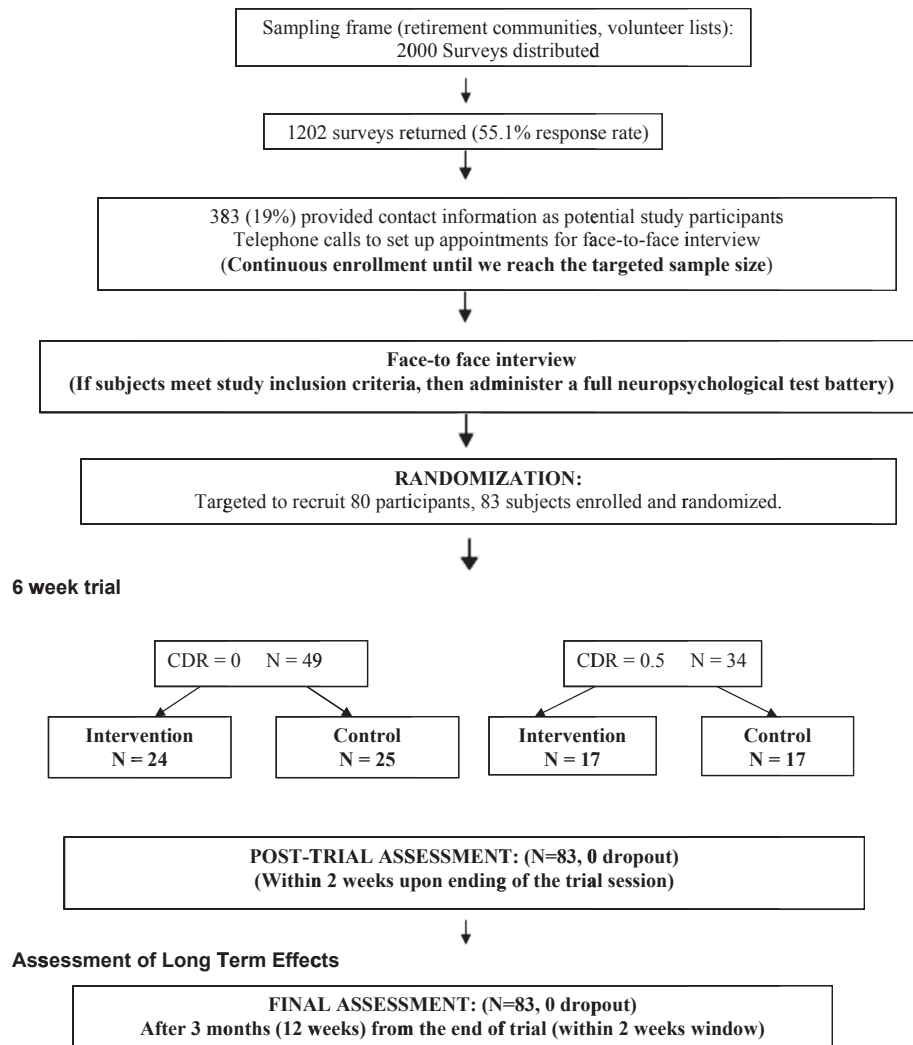 Sampling frame (retirement communities, volunteer lists):
2000 Surveys distributed
1202 surveys returned (55.1% response rate)
383 (19%) provided contact information as potential study participants
Telephone calls to set up appointments for face-to-face interview
(Continuous enrollment until we reach the targeted sample size)
Face-to face interview
(If subjects meet study inclusion criteria, then administer a full neuropsychological test battery)
RANDOMIZATION:
Targeted to recruit 80 participants, 83 subjects enrolled and randomized.
6 week trial
CDR = 0 N = 49
CDR = 0.5 N = 34
Intervention
N = 24
Control
N = 25
Intervention
N = 17
Control
N = 17
POST-TRIAL ASSESSMENT: (N=83, 0 dropout)
(Within 2 weeks upon ending of the trial session)
Assessment of Long Term Effects
FINAL ASSESSMENT: (N=83, 0 dropout)
After 3 months (12 weeks) from the end of trial (within 2 weeks window)